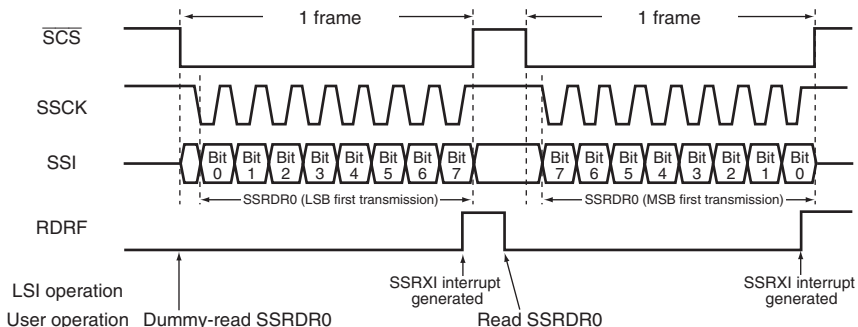 1 frame 1 frame
SCS
SSCK
SSI
Bit 0 Bit 1 Bit 2 Bit 3 Bit 4 Bit 5 Bit 6 Bit 7 Bit 7 Bit 6 Bit 5 Bit 4 Bit 3 Bit 2 Bit 1 Bit 0
SSRDR0 (LSB first transmission) SSRDR0 (MSB first transmission)
RDRF
LSI operation
SSRXI interrupt generated
SSRXI interrupt generated
User operation Dummy-read SSRDR0 Read SSRDR0